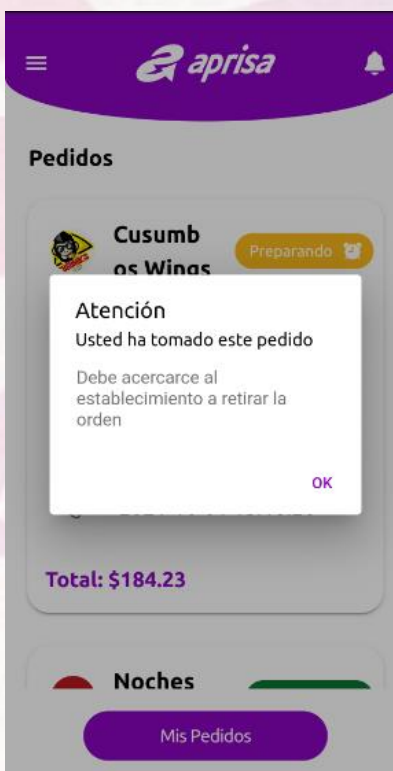 aprisa
Pedidos
Cusumb
os Wings
Preparando
Atención
Usted ha tomado este pedido
Debe acercarce al
establecimiento a retirar la
orden
OK
Total: $184.23
Noches
Mis Pedidos